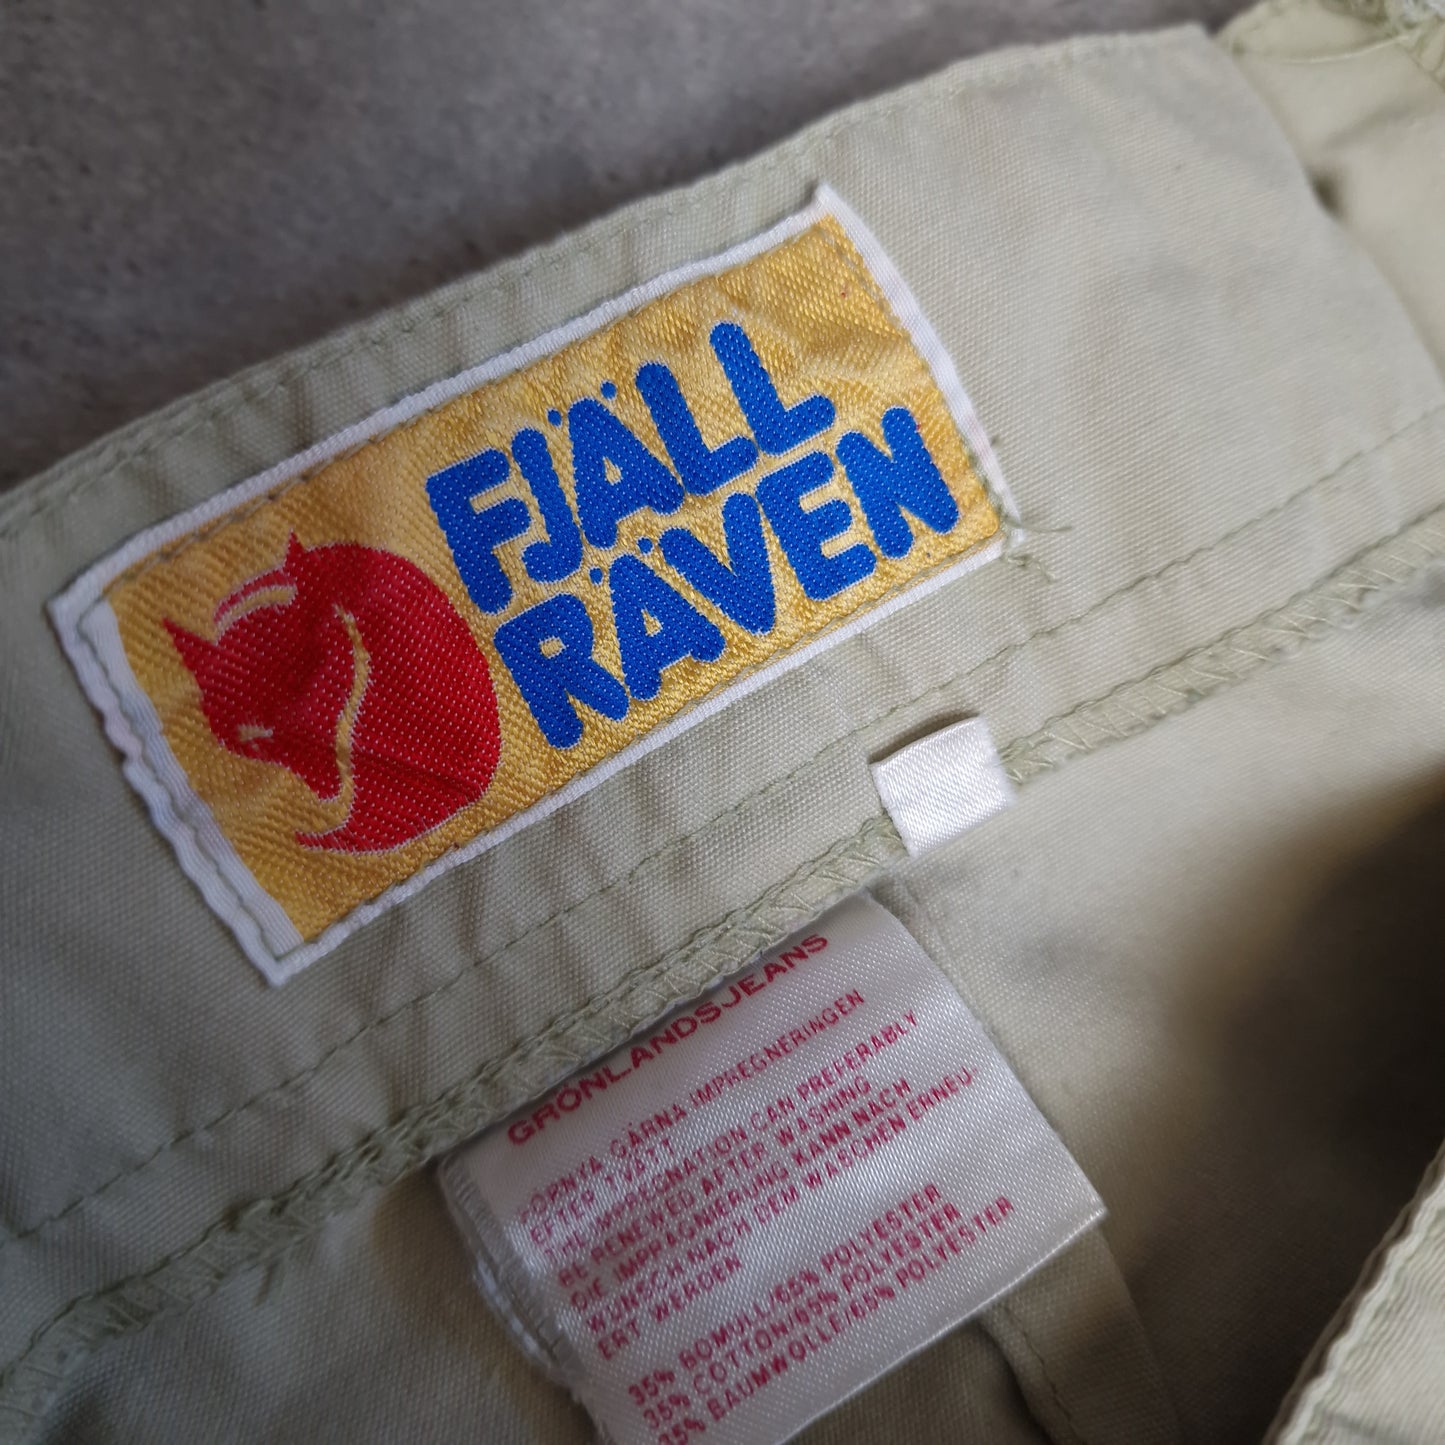 FJÄLL
RÄVEN
GRÖNLANDSJEANS
FÖRNYA GÄRNA IMPREGNERINGEN
EFTER TVÄTT
THE IMPREGNATION CAN PREFERABLY
BE RENEWED AFTER WASHING
DIE IMPRÄGNIERUNG KANN NACH
WUNSCH NACH DEM WASCHEN ERNEU-
ERT WERDEN
35% BOMULL/65% POLYESTER
35% COTTON/65% POLYESTER
35% BAUMWOLLE/65% POLYESTER